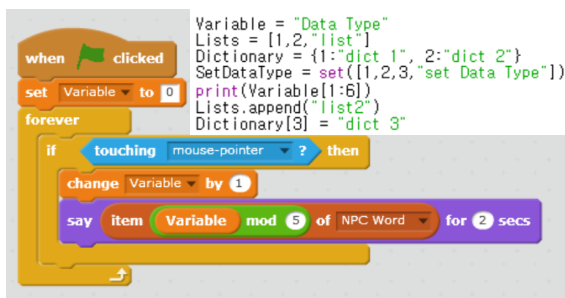 when clicked
set Variable to 0
forever
if touching mouse-pointer ? then
change Variable by 1
say item Variable mod 5 of NPC Word for 2 secs
Variable = "Data Type"
Lists = [1,2,"list"]
Dictionary = {1:"dict 1", 2:"dict 2"}
SetDataType = set([1,2,3,"set Data Type"])
print(Variable[1:6])
Lists.append("list2")
Dictionary[3] = "dict 3"